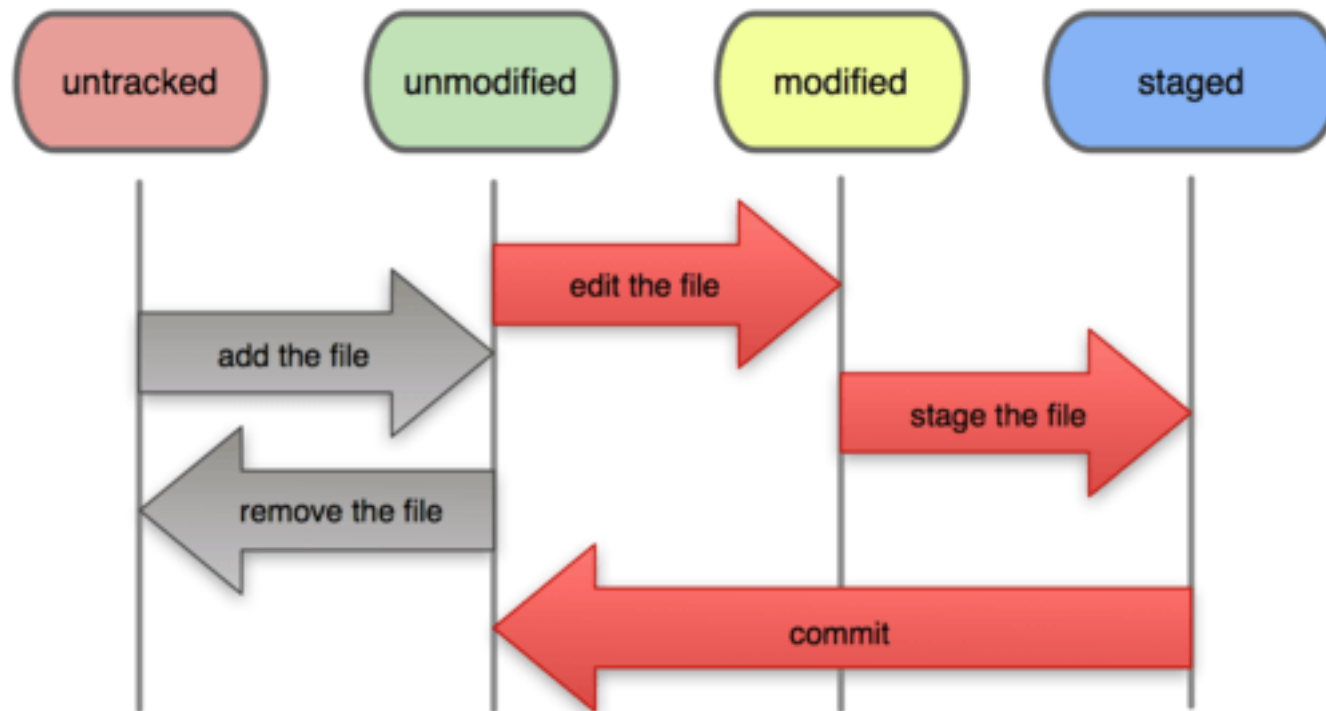 untracked
unmodified
modified
staged
edit the file
add the file
stage the file
remove the file
commit